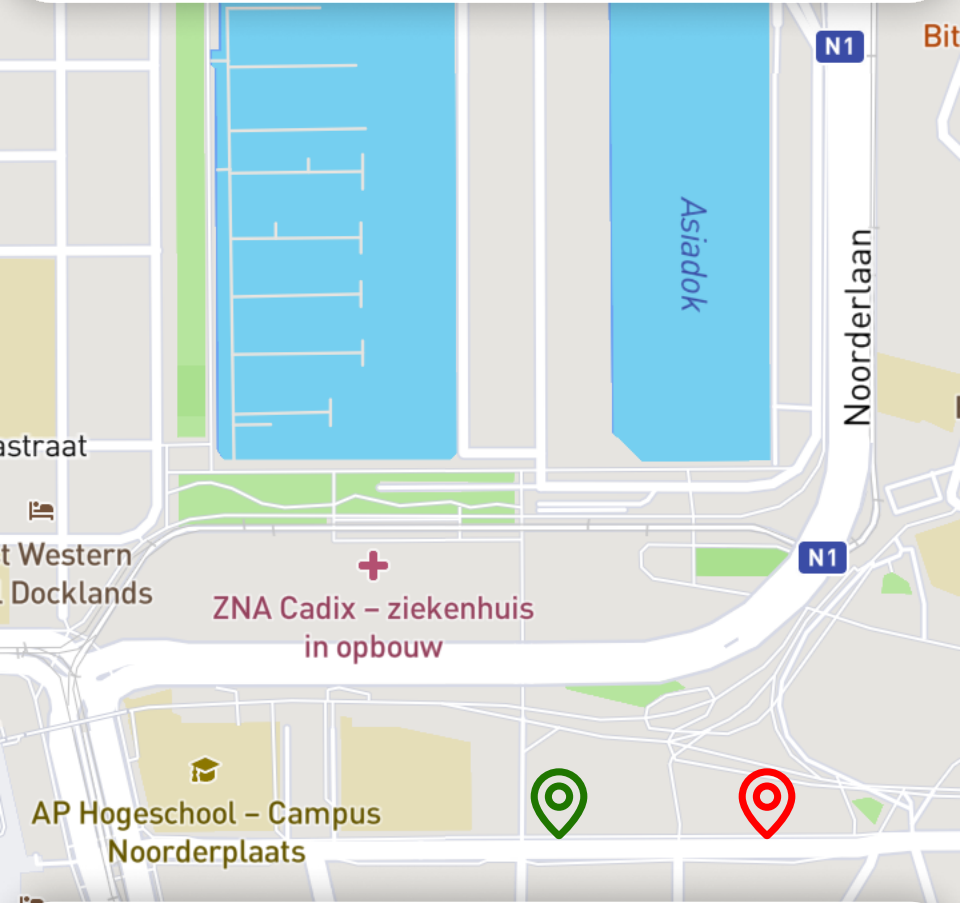 N1
Bit
Asiadok
Noorderlaan
astraat
t Western
Docklands
N1
ZNA Cadix – ziekenhuis
in opbouw
AP Hogeschool – Campus
Noorderplaats